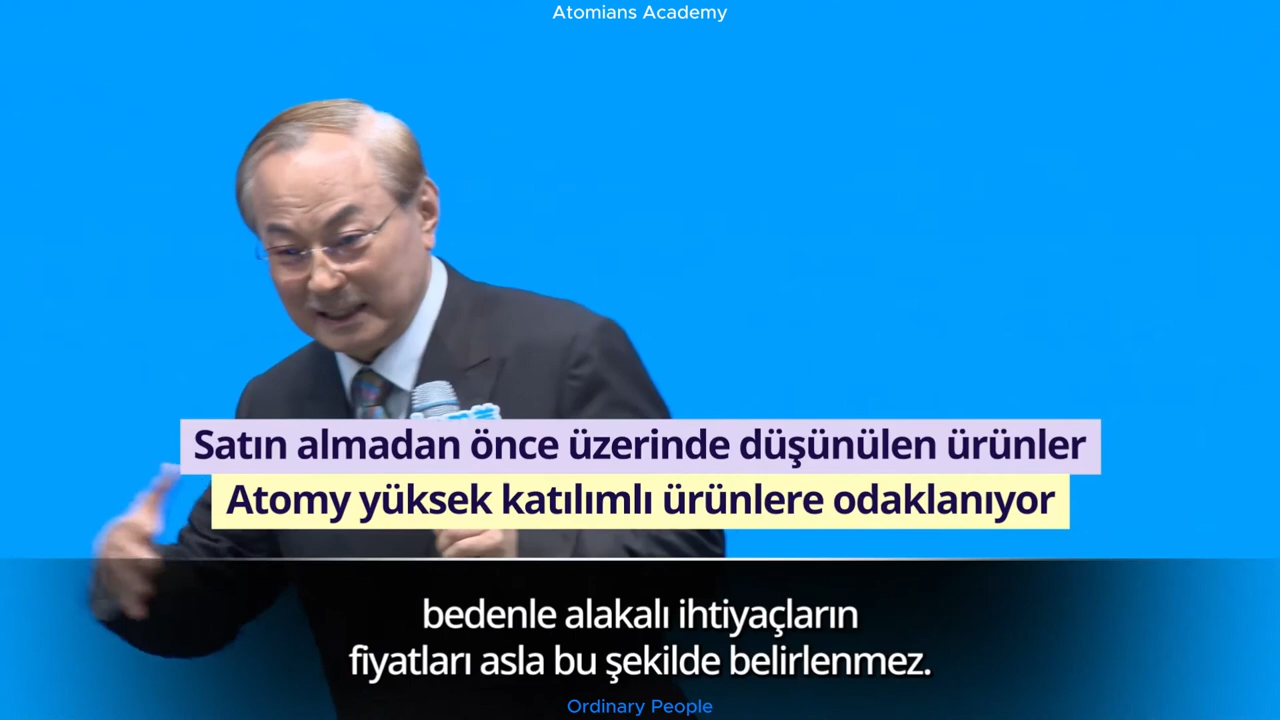 Atomians Academy
Satın almadan önce üzerinde düşünülen ürünler
Atomy yüksek katılımlı ürünlere odaklanıyor
bedenle alakalı ihtiyaçların
fiyatları asla bu şekilde belirlenmez.
Ordinary People